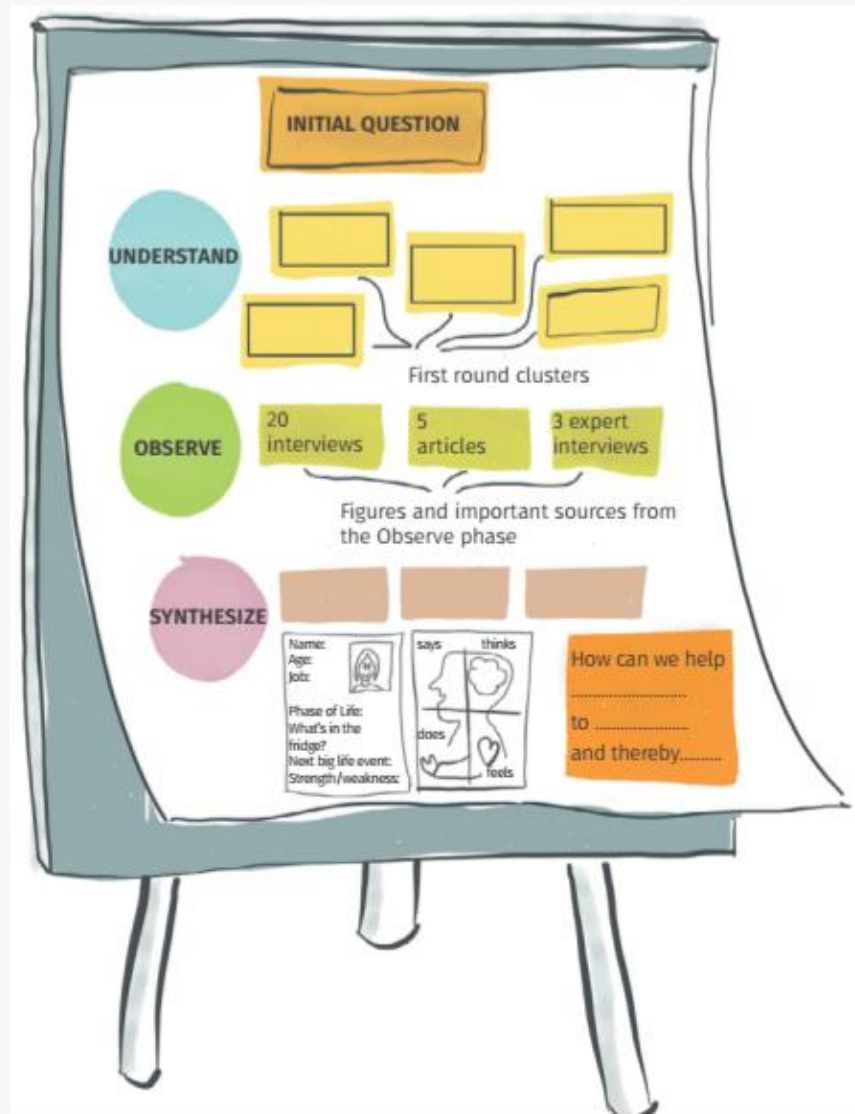 INITIAL QUESTION
UNDERSTAND
First round clusters
OBSERVE
20
interviews
5
articles
3 expert
interviews
Figures and important sources from
the Observe phase
SYNTHESIZE
Name:
Age:
Job:
Phase of Life:
What's in the
fridge?
Next big life event:
Strength/weakness:
says thinks
does
feels
How can we help
........................
to ....................
and thereby.........